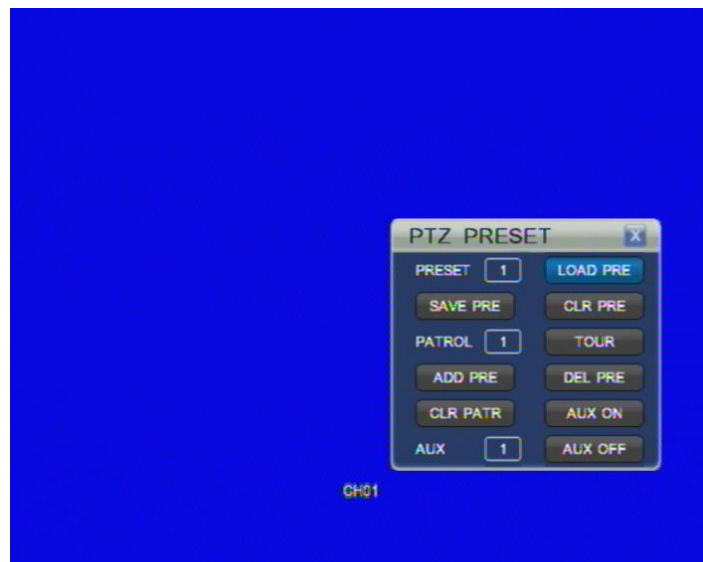 PTZ PRESET X
PRESET 1 LOAD PRE
SAVE PRE CLR PRE
PATROL 1 TOUR
ADD PRE DEL PRE
CLR PATR AUX ON
AUX 1 AUX OFF
CH01